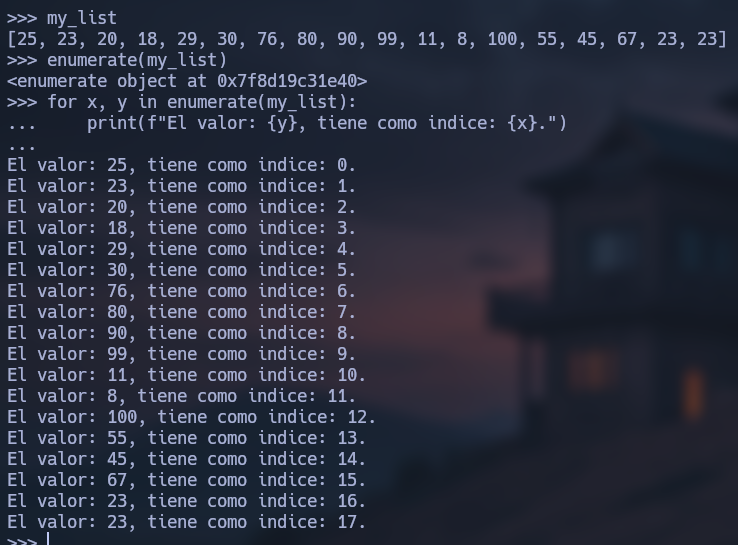 >>> my_list
[25, 23, 20, 18, 29, 30, 76, 80, 90, 99, 11, 8, 100, 55, 45, 67, 23, 23]
>>> enumerate(my_list)
<enumerate object at 0x7f8d19c31e40>
>>> for x, y in enumerate(my_list):
...     print(f"El valor: {y}, tiene como indice: {x}.")
...
El valor: 25, tiene como indice: 0.
El valor: 23, tiene como indice: 1.
El valor: 20, tiene como indice: 2.
El valor: 18, tiene como indice: 3.
El valor: 29, tiene como indice: 4.
El valor: 30, tiene como indice: 5.
El valor: 76, tiene como indice: 6.
El valor: 80, tiene como indice: 7.
El valor: 90, tiene como indice: 8.
El valor: 99, tiene como indice: 9.
El valor: 11, tiene como indice: 10.
El valor: 8, tiene como indice: 11.
El valor: 100, tiene como indice: 12.
El valor: 55, tiene como indice: 13.
El valor: 45, tiene como indice: 14.
El valor: 67, tiene como indice: 15.
El valor: 23, tiene como indice: 16.
El valor: 23, tiene como indice: 17.
>>>